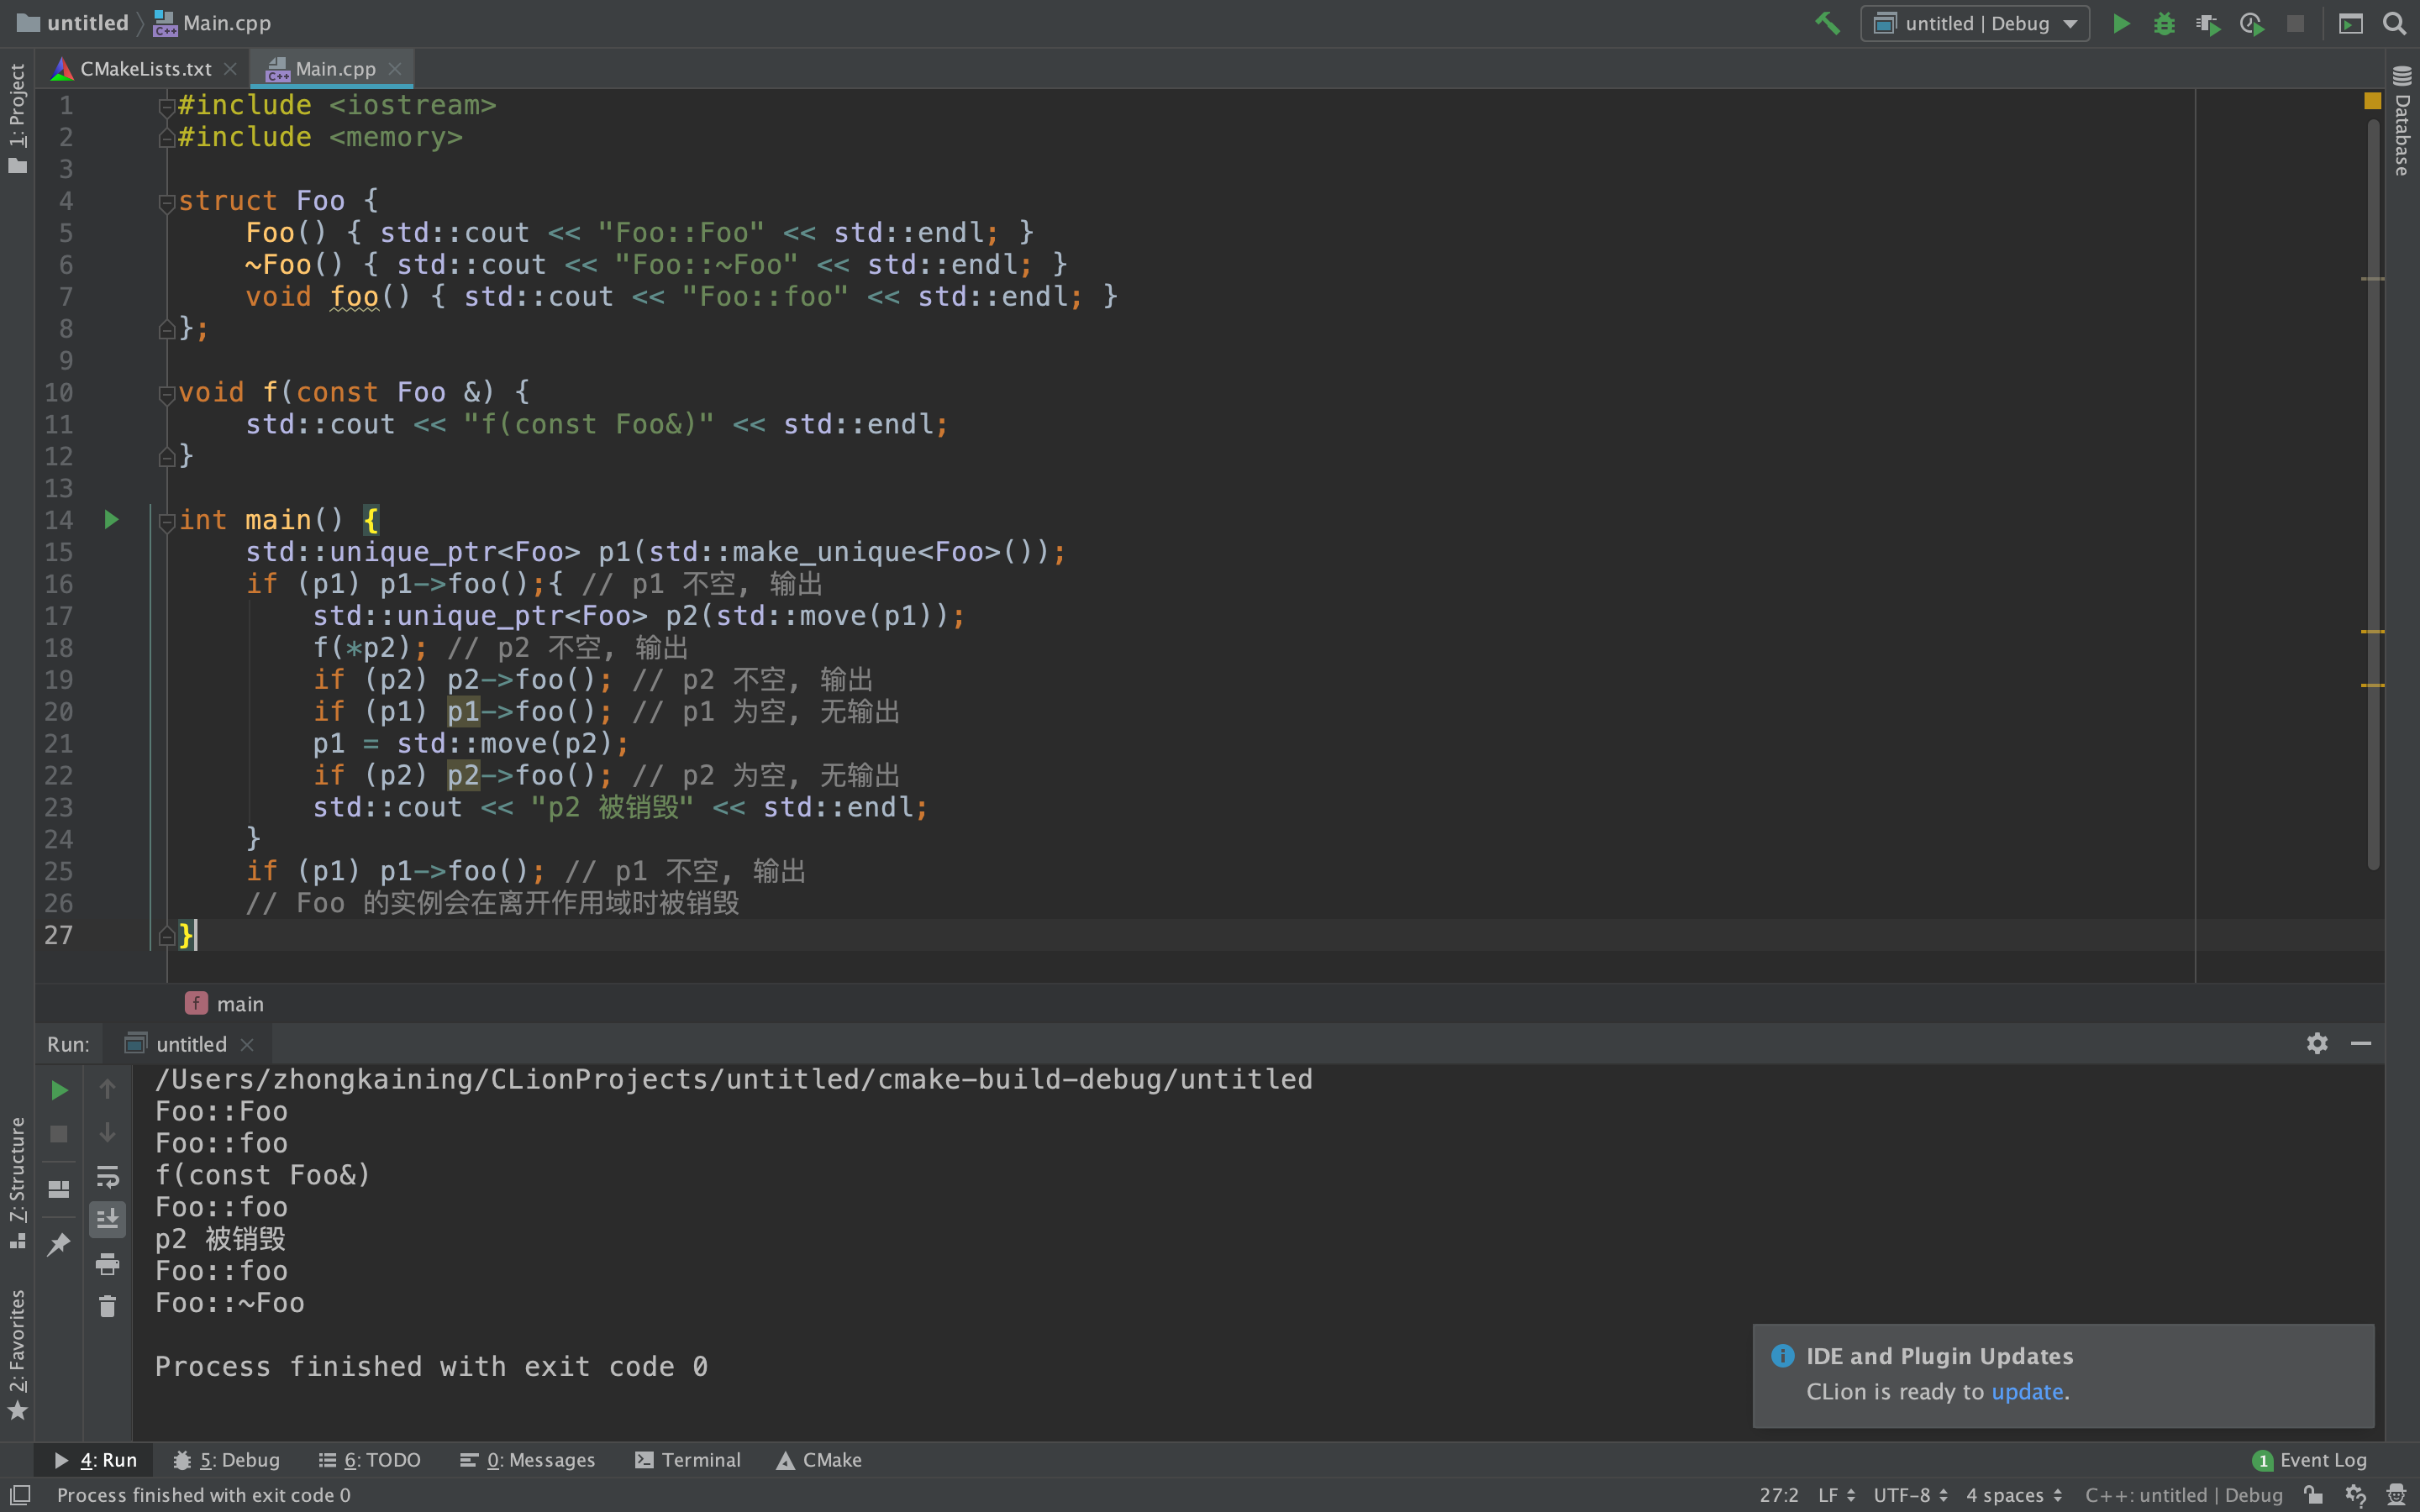 untitled Main.cpp untitled | Debug
CMakeLists.txt Main.cpp
1: Project
Database
1 #include <iostream>
2 #include <memory>
3
4 struct Foo {
5     Foo() { std::cout << "Foo::Foo" << std::endl; }
6     ~Foo() { std::cout << "Foo::~Foo" << std::endl; }
7     void foo() { std::cout << "Foo::foo" << std::endl; }
8 };
9
10 void f(const Foo &) {
11     std::cout << "f(const Foo&)" << std::endl;
12 }
13
14 int main() {
15     std::unique_ptr<Foo> p1(std::make_unique<Foo>());
16     if (p1) p1->foo();{ // p1 不空, 输出
17         std::unique_ptr<Foo> p2(std::move(p1));
18         f(*p2); // p2 不空, 输出
19         if (p2) p2->foo(); // p2 不空, 输出
20         if (p1) p1->foo(); // p1 为空, 无输出
21         p1 = std::move(p2);
22         if (p2) p2->foo(); // p2 为空, 无输出
23         std::cout << "p2 被销毁" << std::endl;
24     }
25     if (p1) p1->foo(); // p1 不空, 输出
26     // Foo 的实例会在离开作用域时被销毁
27 }
f main
Run: untitled
/Users/zhongkaining/CLionProjects/untitled/cmake-build-debug/untitled
Foo::Foo
Foo::foo
f(const Foo&)
Foo::foo
p2 被销毁
Foo::foo
Foo::~Foo
Process finished with exit code 0
Z: Structure
2: Favorites
IDE and Plugin Updates
CLion is ready to update.
4: Run 5: Debug 6: TODO 0: Messages Terminal CMake 1 Event Log
Process finished with exit code 0 27:2 LF UTF-8 4 spaces C++: untitled | Debug